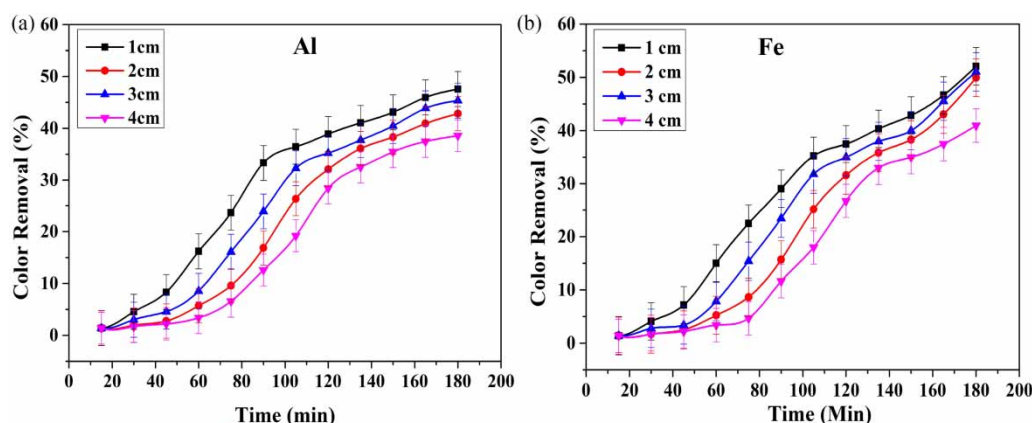 (a)
Al
1cm
2cm
3cm
4cm
Color Removal (%)
60
50
40
30
20
10
0
0 20 40 60 80 100 120 140 160 180 200
Time (min)
(b)
Fe
1 cm
2 cm
3 cm
4 cm
Color Removal (%)
60
50
40
30
20
10
0
0 20 40 60 80 100 120 140 160 180 200
Time (Min)